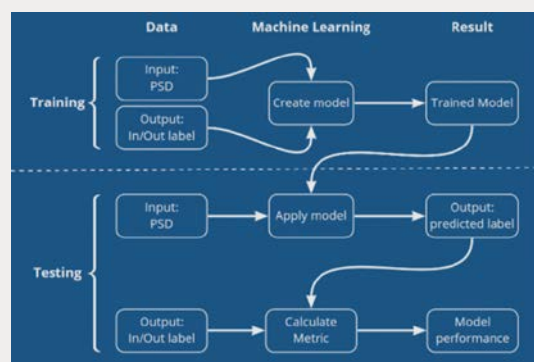 Data
Machine Learning
Result
Training
Input:
PSD
Output:
In/Out label
Create model
Trained Model
Testing
Input:
PSD
Apply model
Output:
predicted label
Output:
In/Out label
Calculate
Metric
Model
performance